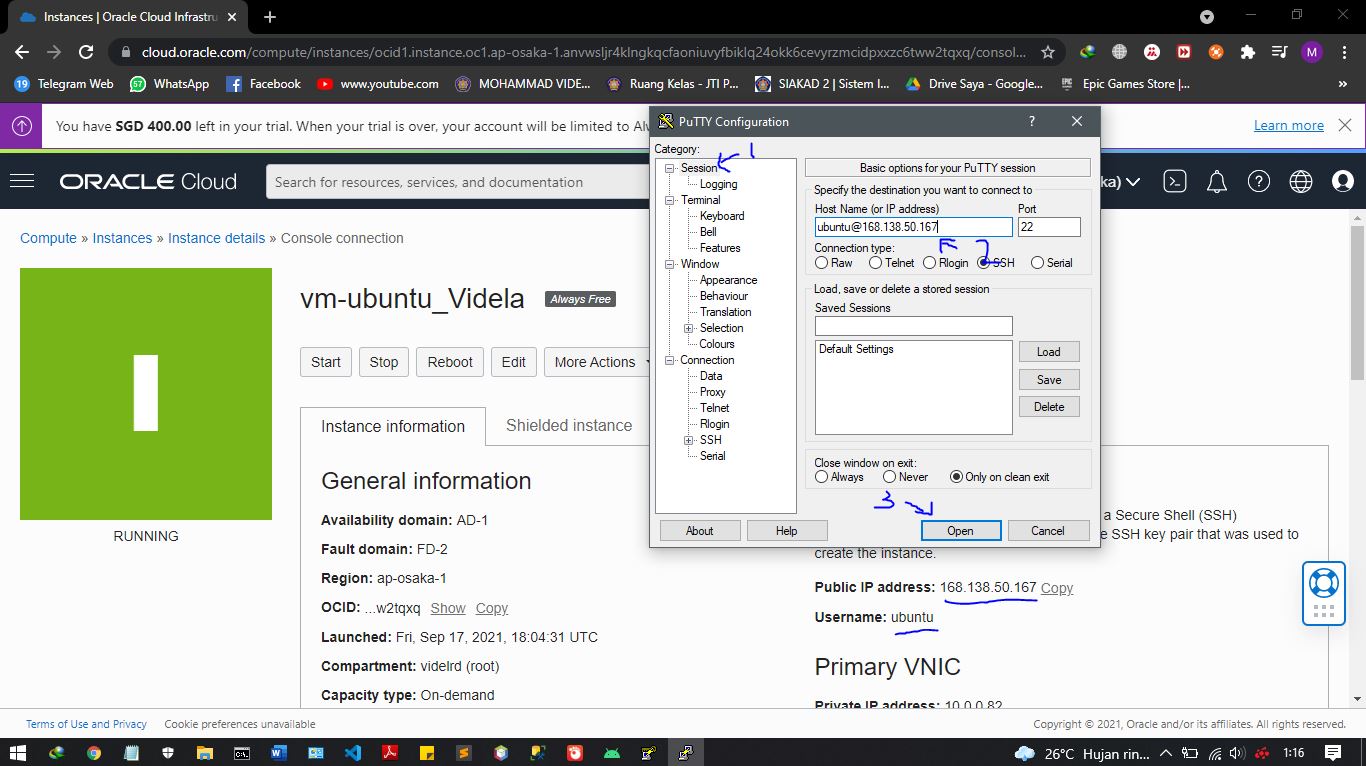 Instances | Oracle Cloud Infrastru
cloud.oracle.com/compute/instances/ocid1.instance.oc1.ap-osaka-1.anvwsljr4klngkqcfaoniuvyfbiklq24okk6cevyrzmcidpxxzc6tww2tqxq/consol...
M
19 Telegram Web
57 WhatsApp
Facebook
www.youtube.com
MOHAMMAD VIDE...
Ruang Kelas - JTI P...
SIAKAD 2 | Sistem I...
Drive Saya - Google...
Epic Games Store |...
»
You have SGD 400.00 left in your trial. When your trial is over, your account will be limited to Alw
Learn more
ORACLE Cloud
Search for resources, services, and documentation
ka)
Compute » Instances » Instance details » Console connection
vm-ubuntu_Videla Always Free
Start Stop Reboot Edit More Actions
RUNNING
Instance information Shielded instance
General information
Availability domain: AD-1
Fault domain: FD-2
Region: ap-osaka-1
OCID: ...w2tqxq Show Copy
Launched: Fri, Sep 17, 2021, 18:04:31 UTC
Compartment: videlrd (root)
Capacity type: On-demand
PuTTY Configuration ?
Category:
Session
1
Logging
Terminal
Keyboard
Bell
Features
Window
Appearance
Behaviour
Translation
Selection
Colours
Connection
Data
Proxy
Telnet
Rlogin
SSH
Serial
Basic options for your PuTTY session
Specify the destination you want to connect to
Host Name (or IP address) Port
ubuntu@168.138.50.167 22
2
Connection type:
Raw Telnet Rlogin SSH Serial
Load, save or delete a stored session
Saved Sessions
Default Settings
Load
Save
Delete
Close window on exit:
Always Never Only on clean exit
3
About Help Open Cancel
a Secure Shell (SSH)
e SSH key pair that was used to
create the instance.
Public IP address: 168.138.50.167 Copy
Username: ubuntu
Primary VNIC
Private IP address: 10.0.0.82
Terms of Use and Privacy Cookie preferences unavailable
Copyright © 2021, Oracle and/or its affiliates. All rights reserved.
26°C Hujan rin... 1:16